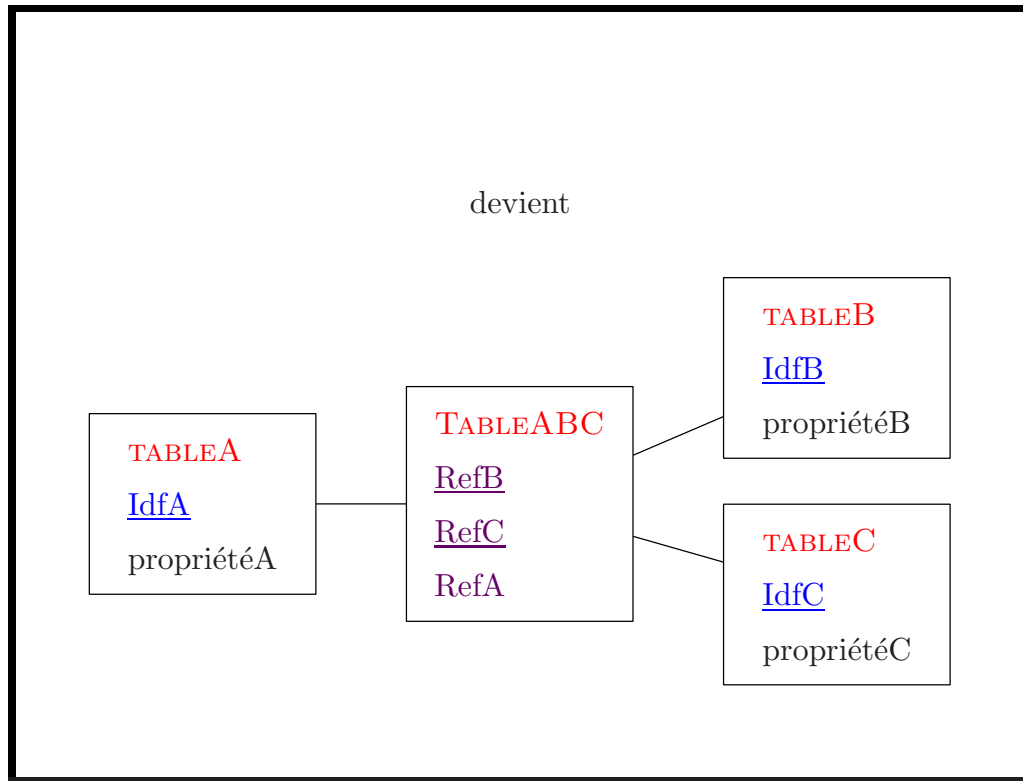 devient
TABLEA
IdfA
propriétéA
TABLEABC
RefB
RefC
RefA
TABLEB
IdfB
propriétéB
TABLEC
IdfC
propriétéC